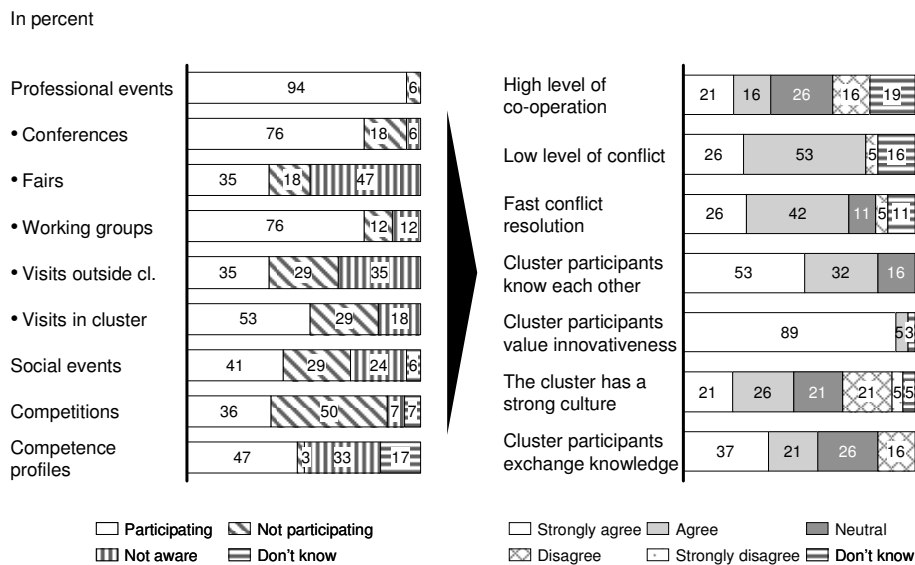 In percent
Professional events 94 6
• Conferences 76 18 6
• Fairs 35 18 47
• Working groups 76 12 12
• Visits outside cl. 35 29 35
• Visits in cluster 53 29 18
Social events 41 29 24 6
Competitions 36 50 7 7
Competence
profiles 47 3 33 17
Participating Not participating
Not aware Don't know
High level of
co-operation 21 16 26 16 19
Low level of conflict 26 53 5 16
Fast conflict
resolution 26 42 11 5 11
Cluster participants
know each other 53 32 16
Cluster participants
value innovativeness 89 5 3
The cluster has a
strong culture 21 26 21 21 5 5
Cluster participants
exchange knowledge 37 21 26 16
Strongly agree Agree Neutral
Disagree Strongly disagree Don't know